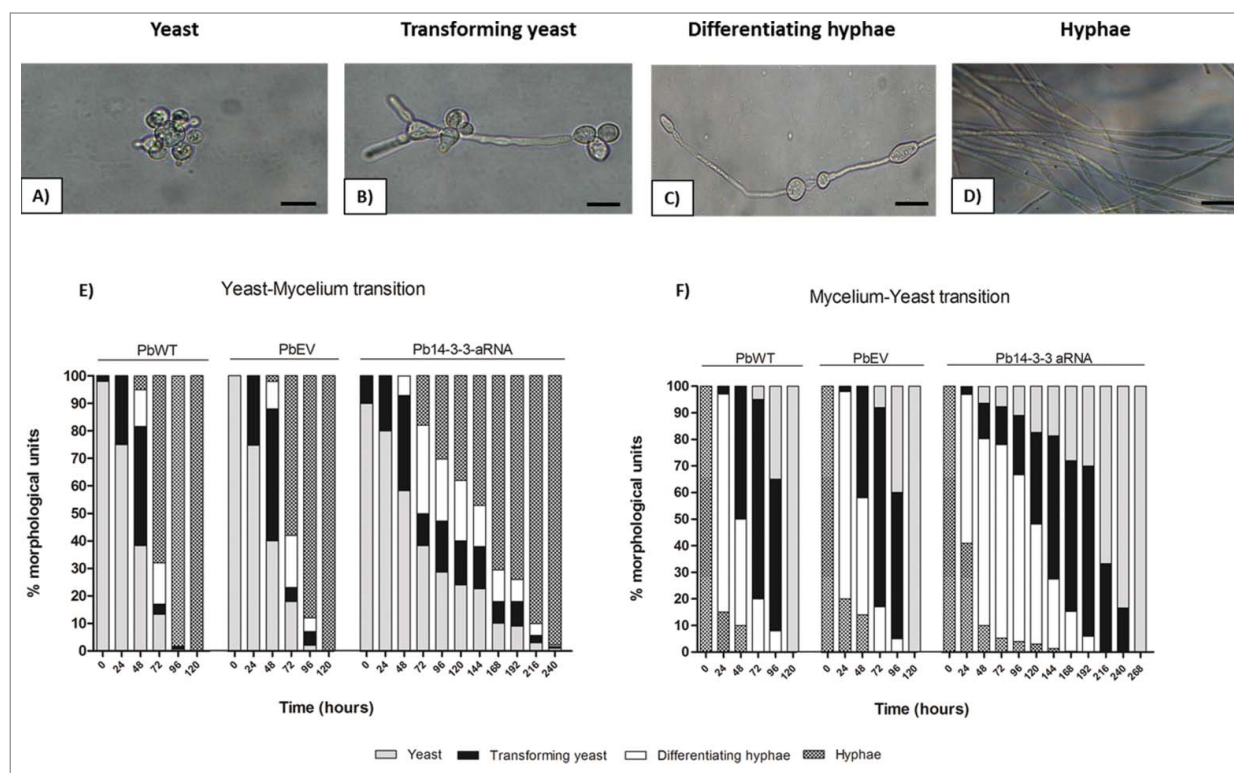 Yeast
Transforming yeast
Differentiating hyphae
Hyphae
A)
B)
C)
D)
E)
Yeast-Mycelium transition
PbWT
PbEV
Pb14-3-3-aRNA
% morphological units
100
90
80
70
60
50
40
30
20
10
0
0 24 48 72 96 120
0 24 48 72 96 120
0 24 48 72 96 120 144 168 192 216 240
Time (hours)
F)
Mycelium-Yeast transition
PbWT
PbEV
Pb14-3-3 aRNA
% morphological units
100
90
80
70
60
50
40
30
20
10
0
0 24 48 72 96 120
0 24 48 72 96 120
0 24 48 72 96 120 144 168 192 216 240 268
Time (hours)
Yeast Transforming yeast Differentiating hyphae Hyphae